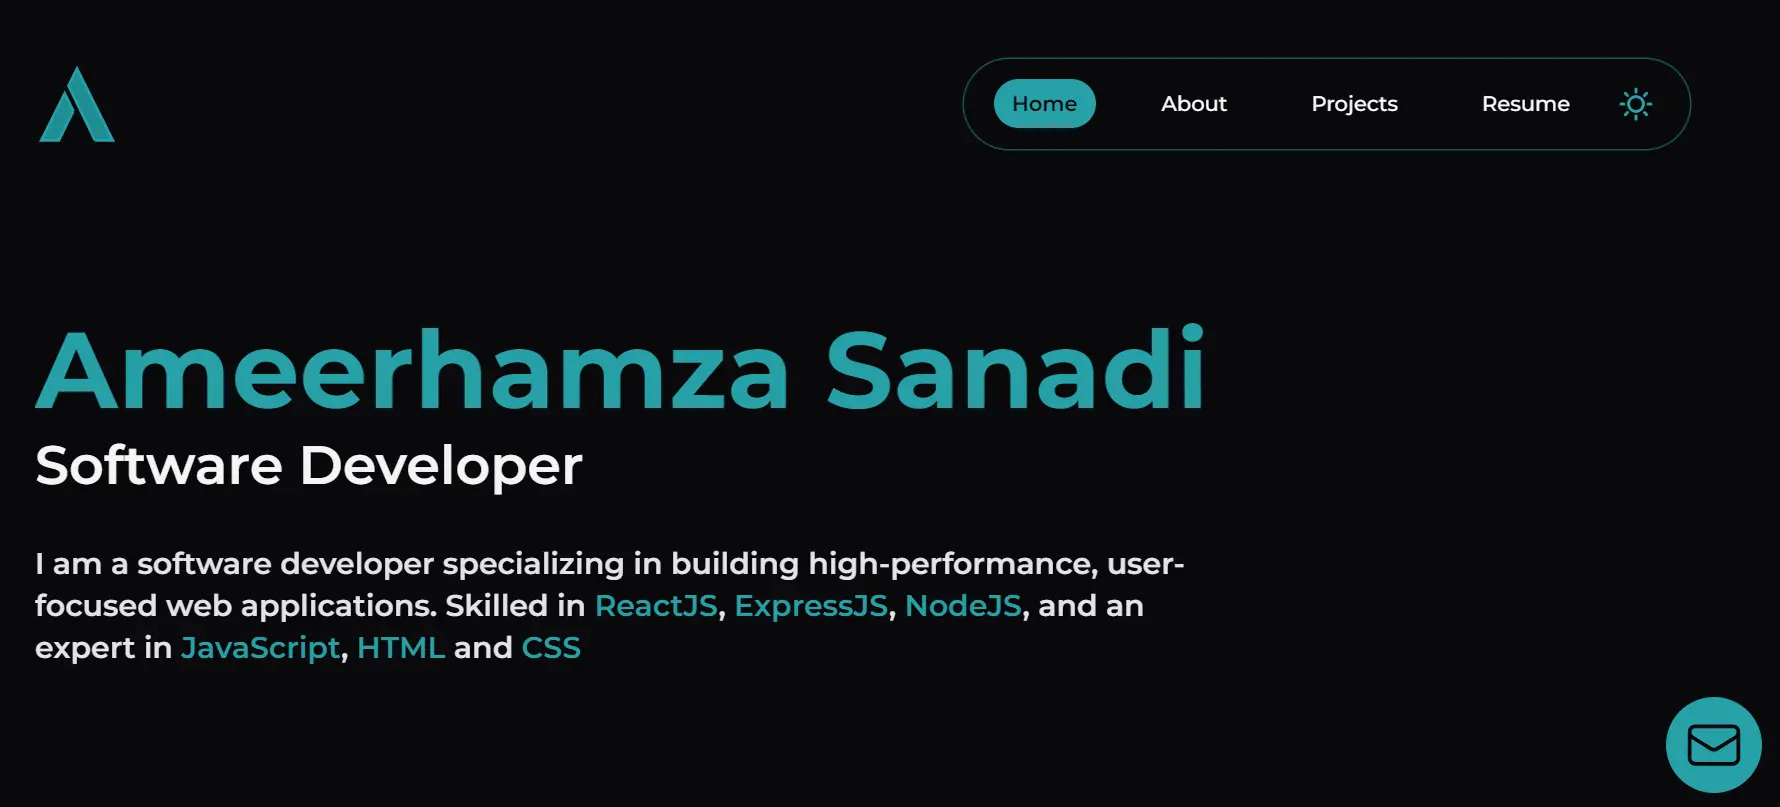 Home About Projects Resume
Ameerhamza Sanadi
Software Developer
I am a software developer specializing in building high-performance, user-
focused web applications. Skilled in ReactJS, ExpressJS, NodeJS, and an
expert in JavaScript, HTML and CSS